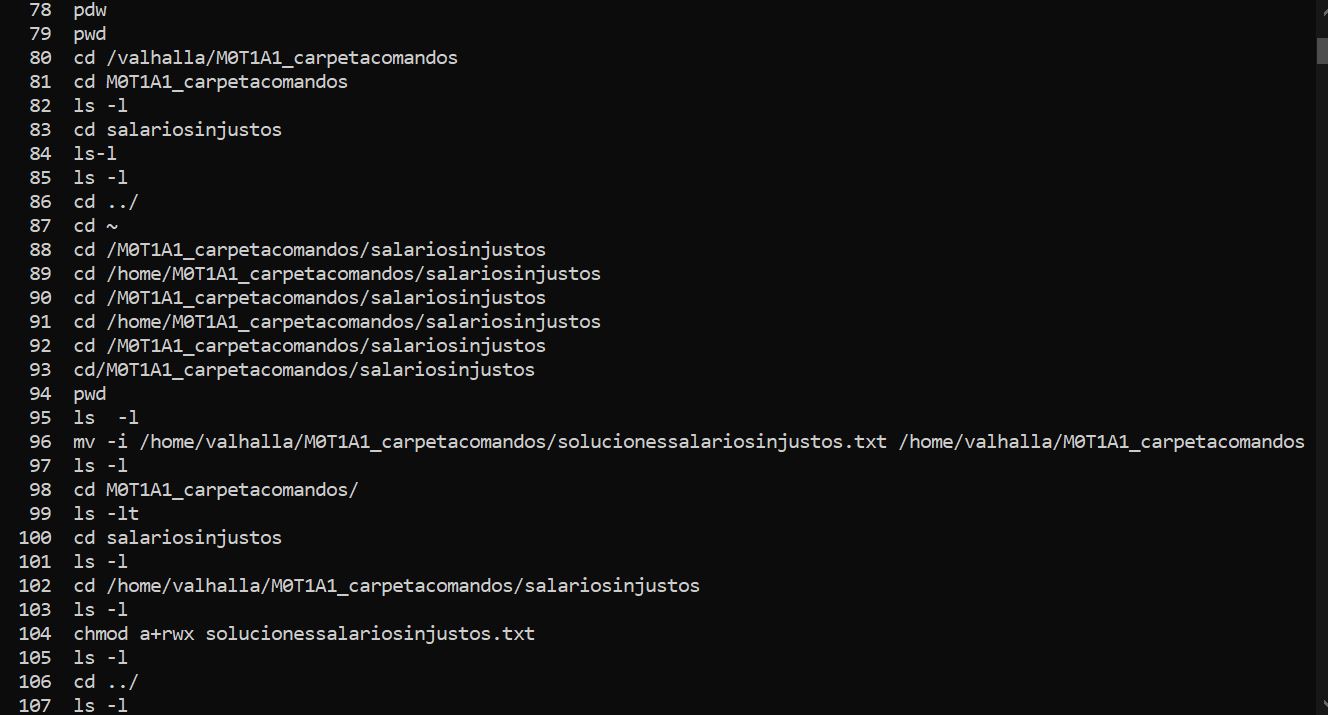 78 pdw
79 pwd
80 cd /valhalla/M0T1A1_carpetacomandos
81 cd M0T1A1_carpetacomandos
82 ls -l
83 cd salariosinjustos
84 ls-l
85 ls -l
86 cd ../
87 cd ~
88 cd /M0T1A1_carpetacomandos/salariosinjustos
89 cd /home/M0T1A1_carpetacomandos/salariosinjustos
90 cd /M0T1A1_carpetacomandos/salariosinjustos
91 cd /home/M0T1A1_carpetacomandos/salariosinjustos
92 cd /M0T1A1_carpetacomandos/salariosinjustos
93 cd/M0T1A1_carpetacomandos/salariosinjustos
94 pwd
95 ls  -l
96 mv -i /home/valhalla/M0T1A1_carpetacomandos/solucionessalariosinjustos.txt /home/valhalla/M0T1A1_carpetacomandos
97 ls -l
98 cd M0T1A1_carpetacomandos/
99 ls -lt
100 cd salariosinjustos
101 ls -l
102 cd /home/valhalla/M0T1A1_carpetacomandos/salariosinjustos
103 ls -l
104 chmod a+rwx solucionessalariosinjustos.txt
105 ls -l
106 cd ../
107 ls -l